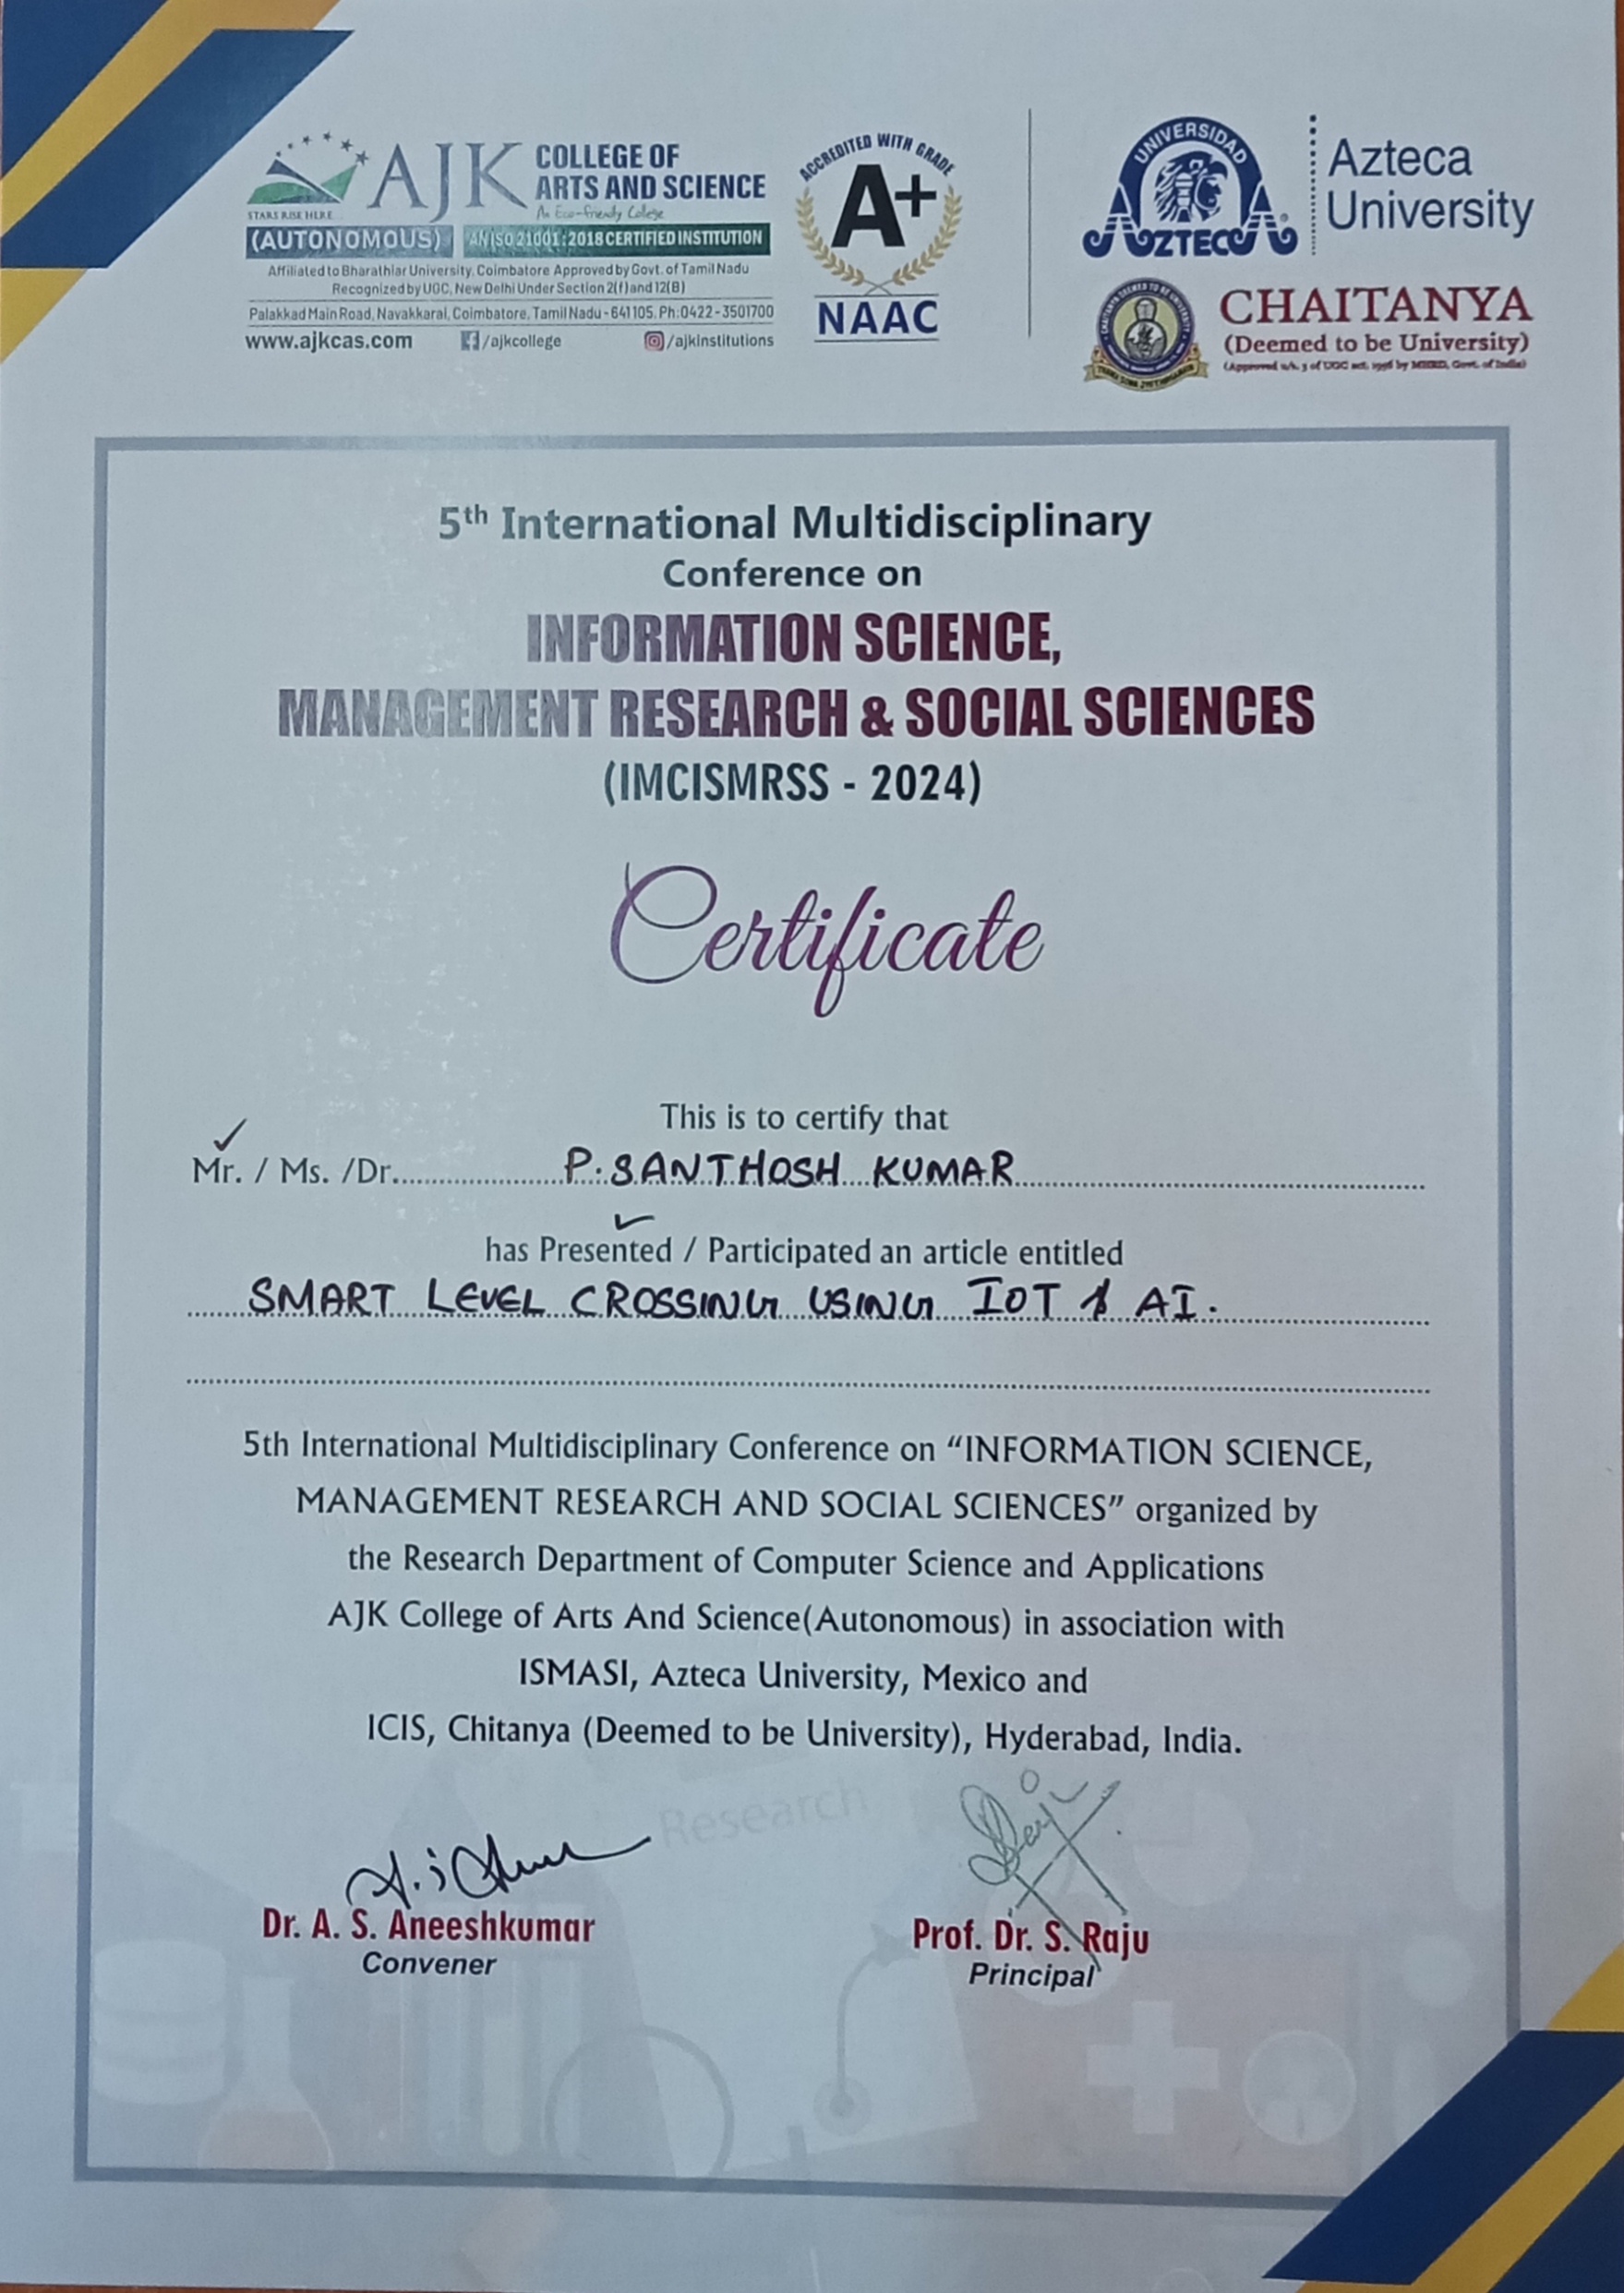 STARS RISE HERE...
AJK COLLEGE OF
ARTS AND SCIENCE
An Eco-friendly College
(AUTONOMOUS) AN ISO 21001:2018 CERTIFIED INSTITUTION
Affiliated to Bharathiar University, Coimbatore Approved by Govt. of Tamil Nadu
Recognized by UGC, New Delhi Under Section 2(f) and 12(B)
Palakkad Main Road, Navakkarai, Coimbatore, Tamil Nadu - 641 105. Ph:0422 - 3501700
www.ajkcas.com /ajkcollege /ajkinstitutions
ACCREDITED WITH GRADE
A+
NAAC
UNIVERSIDAD
AZTECA
Azteca
University
CHAITANYA
(Deemed to be University)
(Approved u/s. 3 of UGC act, 1956 by MHRD, Govt. of India)
5th International Multidisciplinary
Conference on
INFORMATION SCIENCE,
MANAGEMENT RESEARCH & SOCIAL SCIENCES
(IMCISMRSS - 2024)
Certificate
This is to certify that
Mr. / Ms. /Dr. P. SANTHOSH KUMAR
has Presented / Participated an article entitled
SMART LEVEL CROSSING USING IOT & AI.
5th International Multidisciplinary Conference on “INFORMATION SCIENCE,
MANAGEMENT RESEARCH AND SOCIAL SCIENCES” organized by
the Research Department of Computer Science and Applications
AJK College of Arts And Science(Autonomous) in association with
ISMASI, Azteca University, Mexico and
ICIS, Chitanya (Deemed to be University), Hyderabad, India.
Research
Dr. A. S. Aneeshkumar
Convener
Prof. Dr. S. Raju
Principal